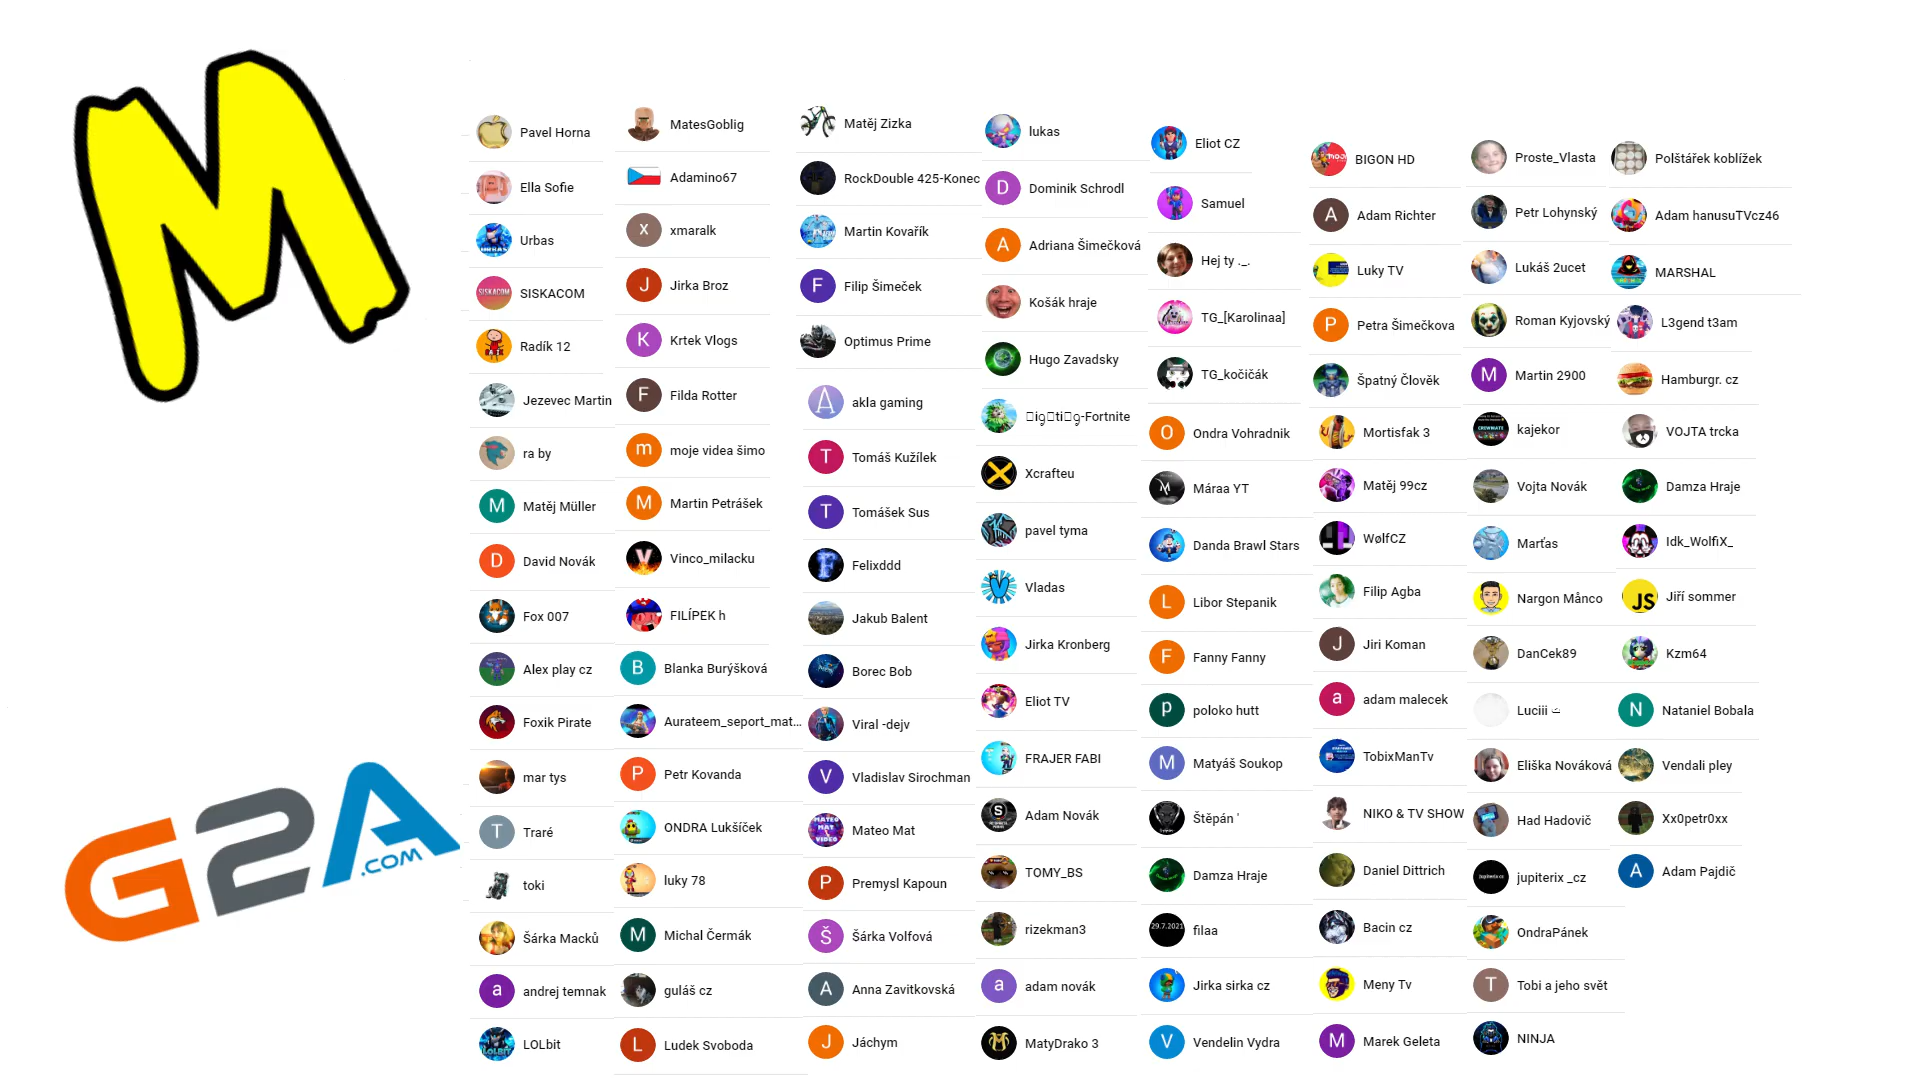 M
G2A
.COM
Pavel Horna
Ella Sofie
Urbas
SISKACOM
Radík 12
Jezevec Martin
ra by
Matěj Müller
David Novák
Fox 007
Alex play cz
Foxik Pirate
mar tys
Traré
toki
Šárka Macků
andrej temnak
LOLbit
MatesGoblig
Adamino67
xmaralk
Jirka Broz
Krtek Vlogs
Filda Rotter
moje videa šimo
Martin Petrášek
Vinco_milacku
FILÍPEK h
Blanka Burýšková
Aurateem_seport_mat...
Petr Kovanda
ONDRA Lukšíček
luky 78
Michal Čermák
guláš cz
Ludek Svoboda
Matěj Zizka
RockDouble 425-Konec
Martin Kovařík
Filip Šimeček
Optimus Prime
akla gaming
Tomáš Kužílek
Tomášek Sus
Felixddd
Jakub Balent
Borec Bob
Viral -dejv
Vladislav Sirochman
Mateo Mat
Premysl Kapoun
Šárka Volfová
Anna Zavitkovská
Jáchym
lukas
Dominik Schrodl
Adriana Šimečková
Košák hraje
Hugo Zavadsky
-Fortnite
Xcrafteu
pavel tyma
Vladas
Jirka Kronberg
Eliot TV
FRAJER FABI
Adam Novák
TOMY_BS
rizekman3
adam novák
MatyDrako 3
Eliot CZ
Samuel
Hej ty ._.
TG_[Karolinaa]
TG_kočičák
Ondra Vohradnik
Máraa YT
Danda Brawl Stars
Libor Stepanik
Fanny Fanny
poloko hutt
Matyáš Soukop
Štěpán '
Damza Hraje
filaa
Jirka sirka cz
Vendelin Vydra
BIGON HD
Adam Richter
Luky TV
Petra Šimečkova
Špatný Člověk
Mortisfak 3
Matěj 99cz
WølfCZ
Filip Agba
Jiri Koman
adam malecek
TobixManTv
NIKO & TV SHOW
Daniel Dittrich
Bacin cz
Meny Tv
Marek Geleta
Proste_Vlasta
Petr Lohynský
Lukáš 2ucet
Roman Kyjovský
Martin 2900
kajekor
Vojta Novák
Marťas
Nargon Månco
DanCek89
Luciii
Eliška Nováková
Had Hadovič
jupiterix _cz
OndraPánek
Tobi a jeho svět
NINJA
Polštářek koblížek
Adam hanusuTVcz46
MARSHAL
L3gend t3am
Hamburgr. cz
VOJTA trcka
Damza Hraje
Idk_WolfiX_
Jiří sommer
Kzm64
Nataniel Bobala
Vendali pley
Xx0petr0xx
Adam Pajdič